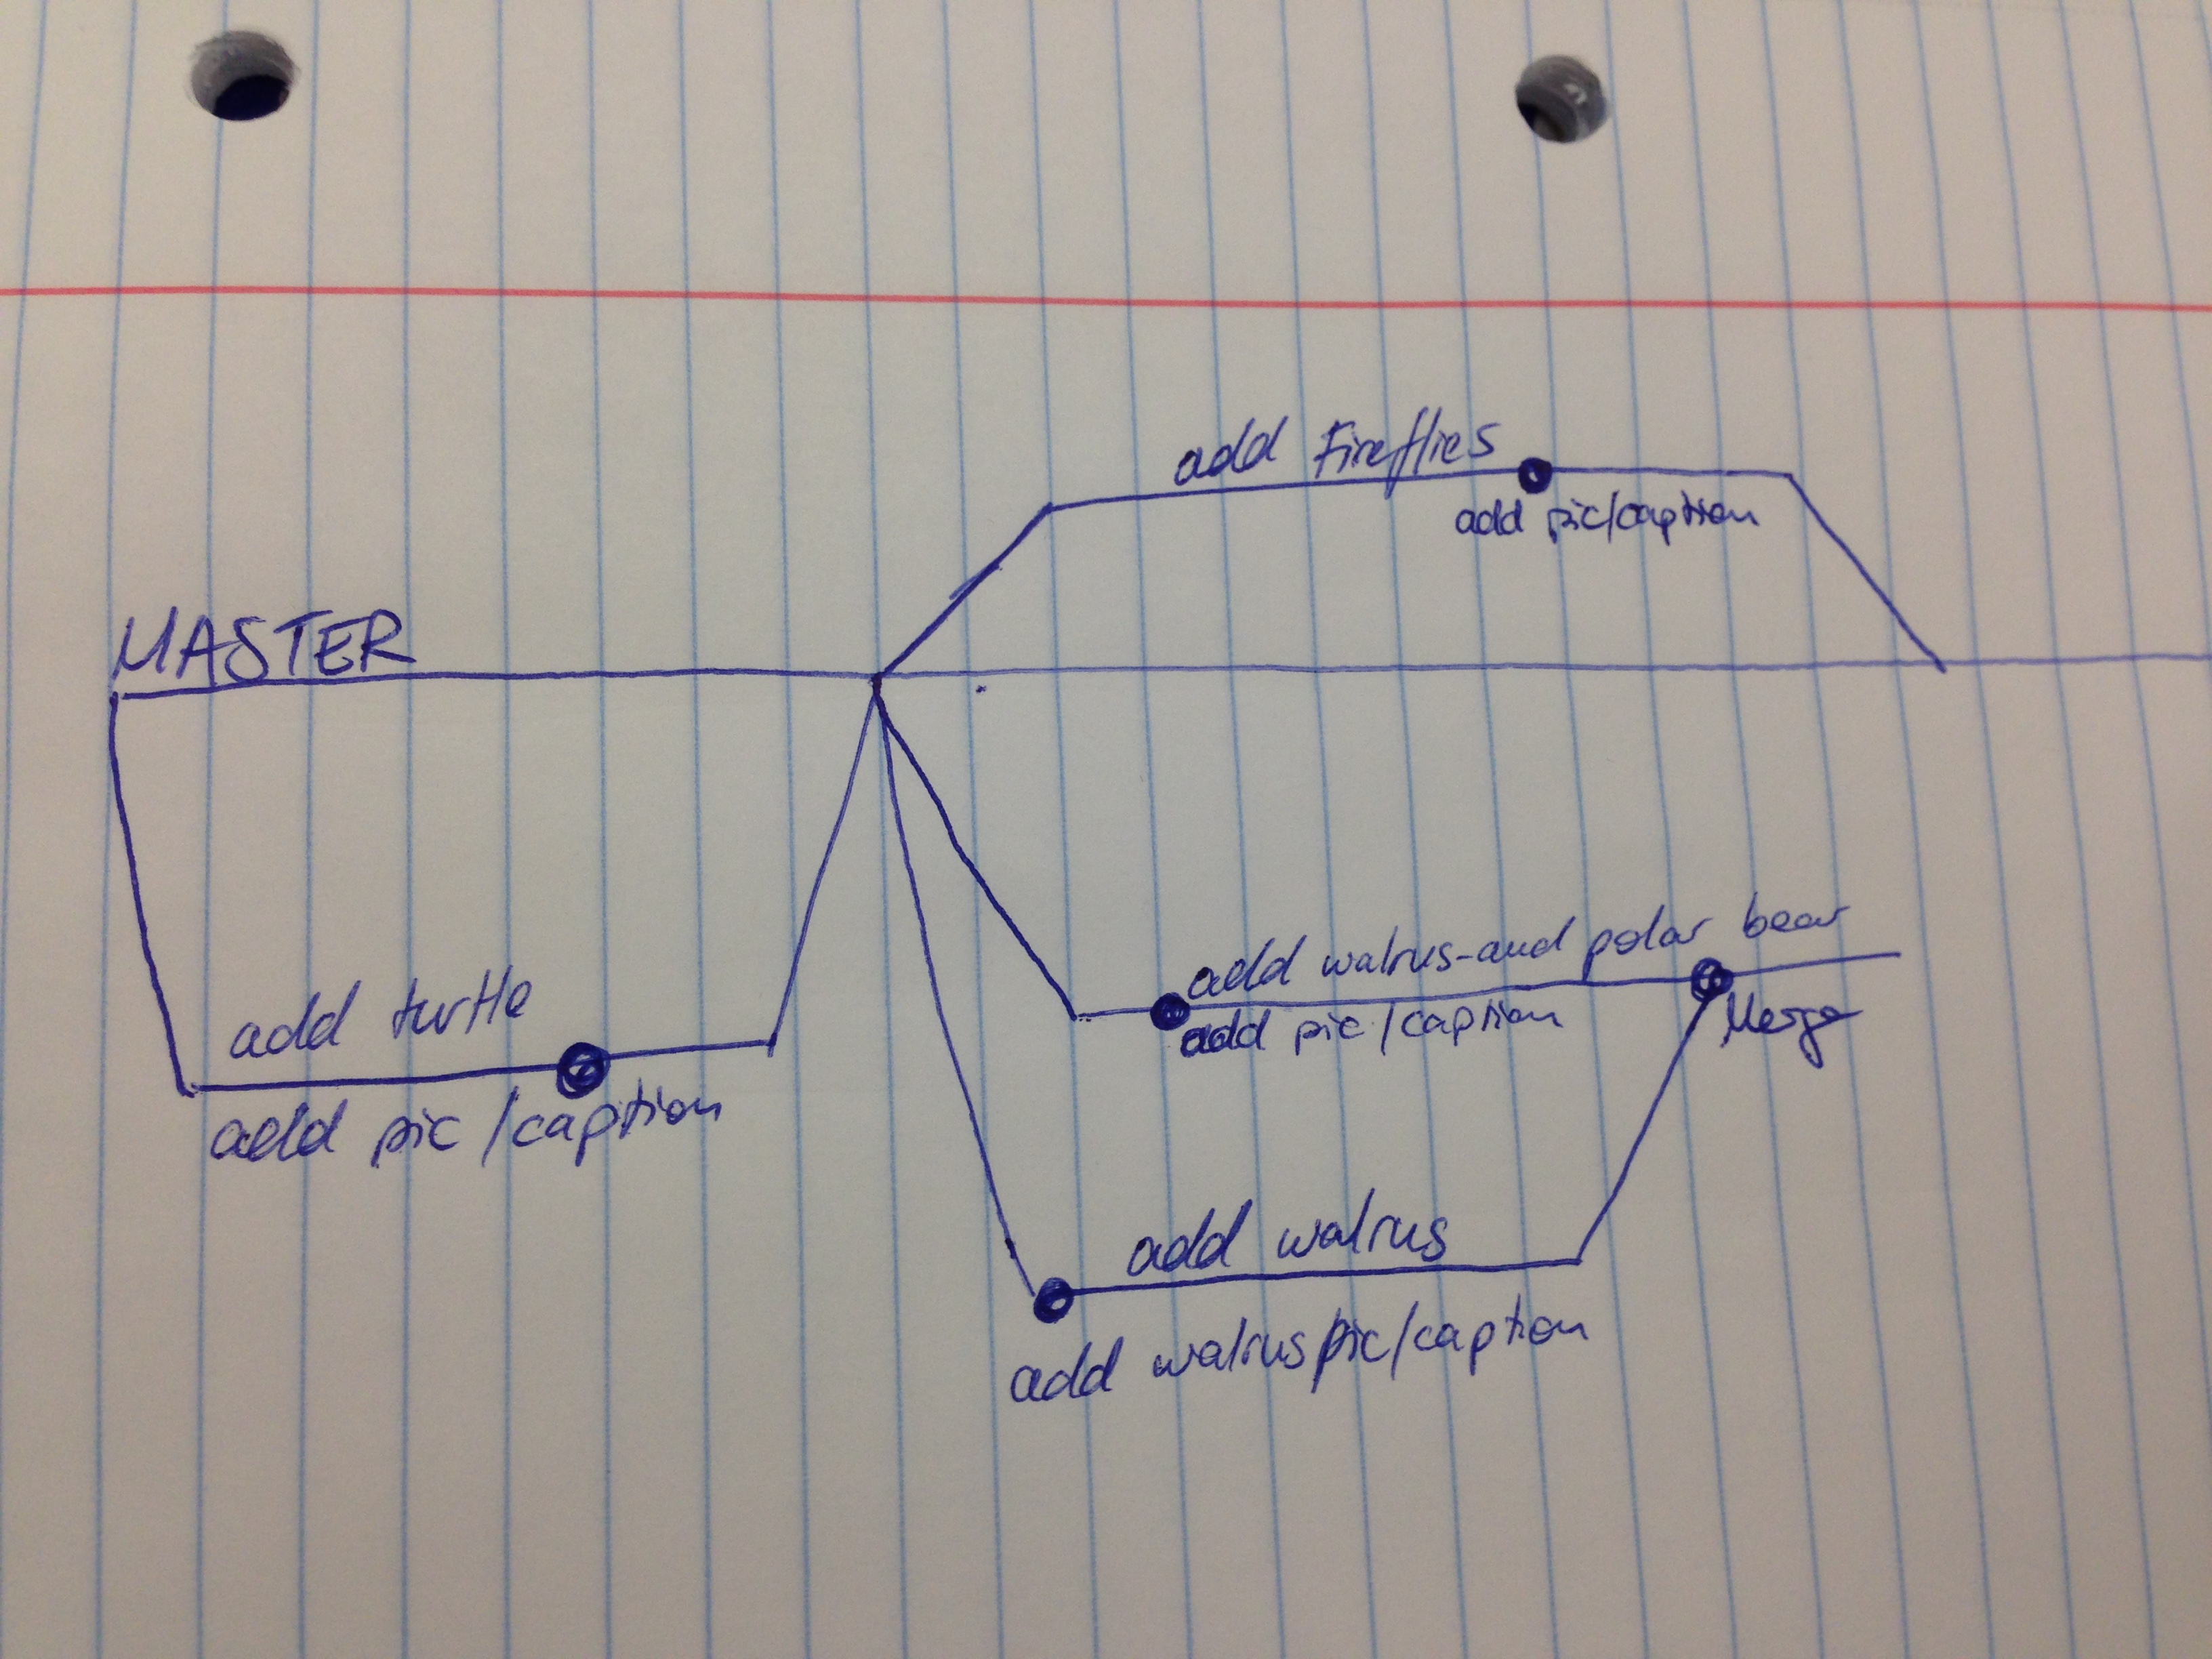 MASTER
add fireflies
add pic/caption
add turtle
add pic/caption
add walrus-and polar bear
add pic/caption
Merge
add walrus
add walrus pic/caption